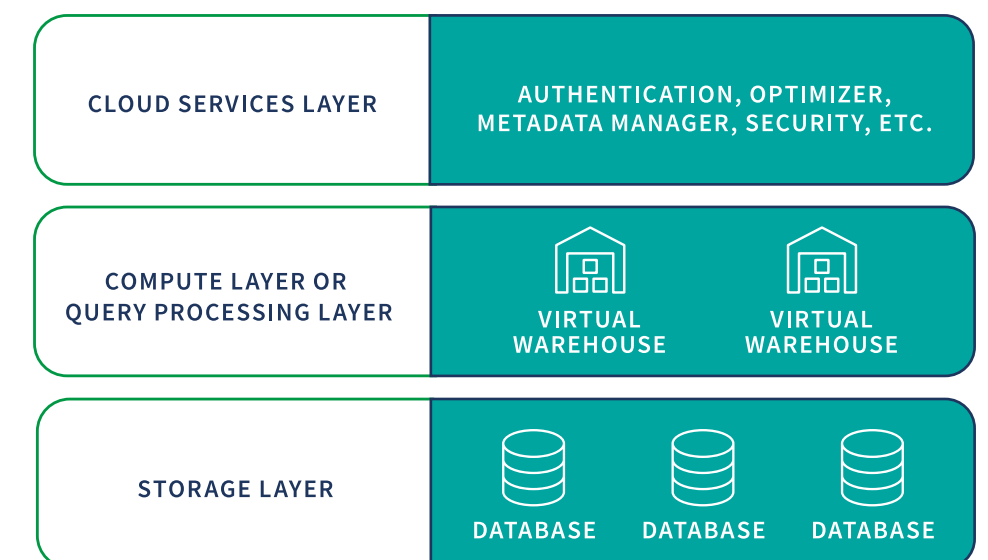 CLOUD SERVICES LAYER
AUTHENTICATION, OPTIMIZER,
METADATA MANAGER, SECURITY, ETC.
COMPUTE LAYER OR
QUERY PROCESSING LAYER
VIRTUAL
WAREHOUSE
VIRTUAL
WAREHOUSE
STORAGE LAYER
DATABASE
DATABASE
DATABASE